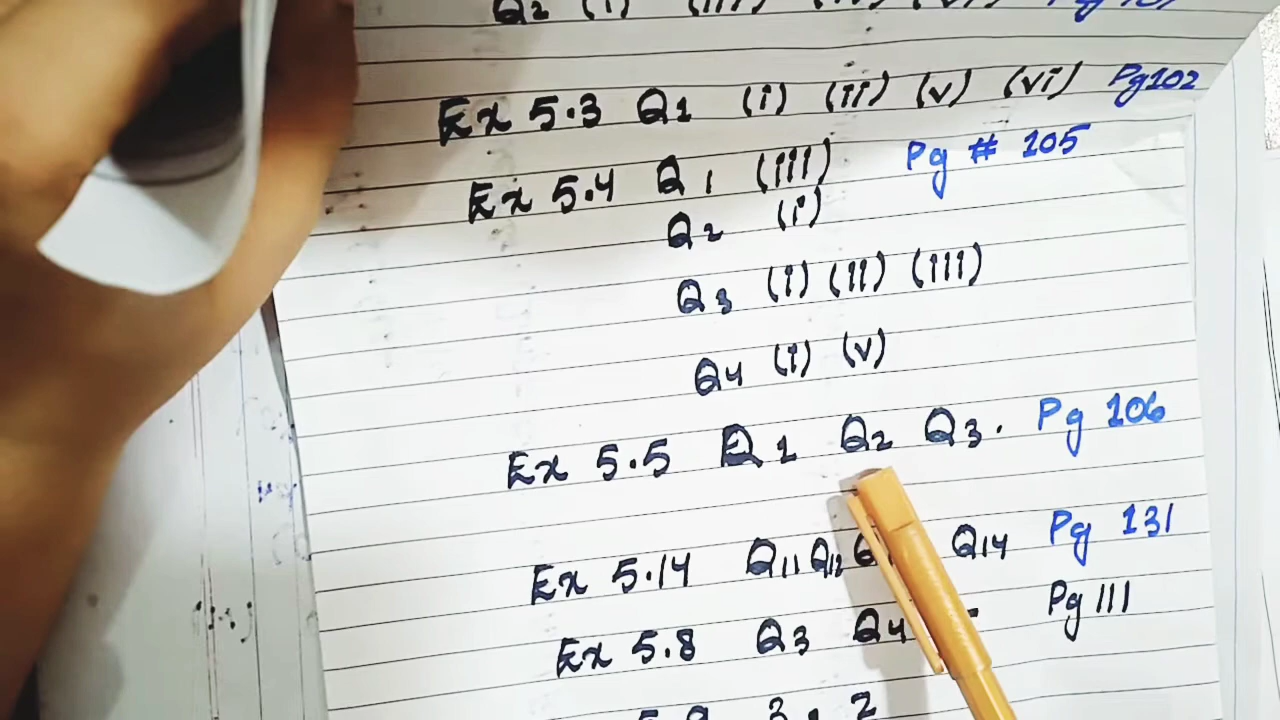 Q2 (i) (iii)
Ex 5.3 Q1 (i) (ii) (v) (vi) Pg 102
Ex 5.4 Q1 (iii) Pg # 105
Q2 (i)
Q3 (i) (ii) (iii)
Q4 (i) (v)
Ex 5.5 Q1 Q2 Q3. Pg 106
Ex 5.14 Q11 Q12 Q14 Pg 131
Ex 5.8 Q3 Q4 Pg 111